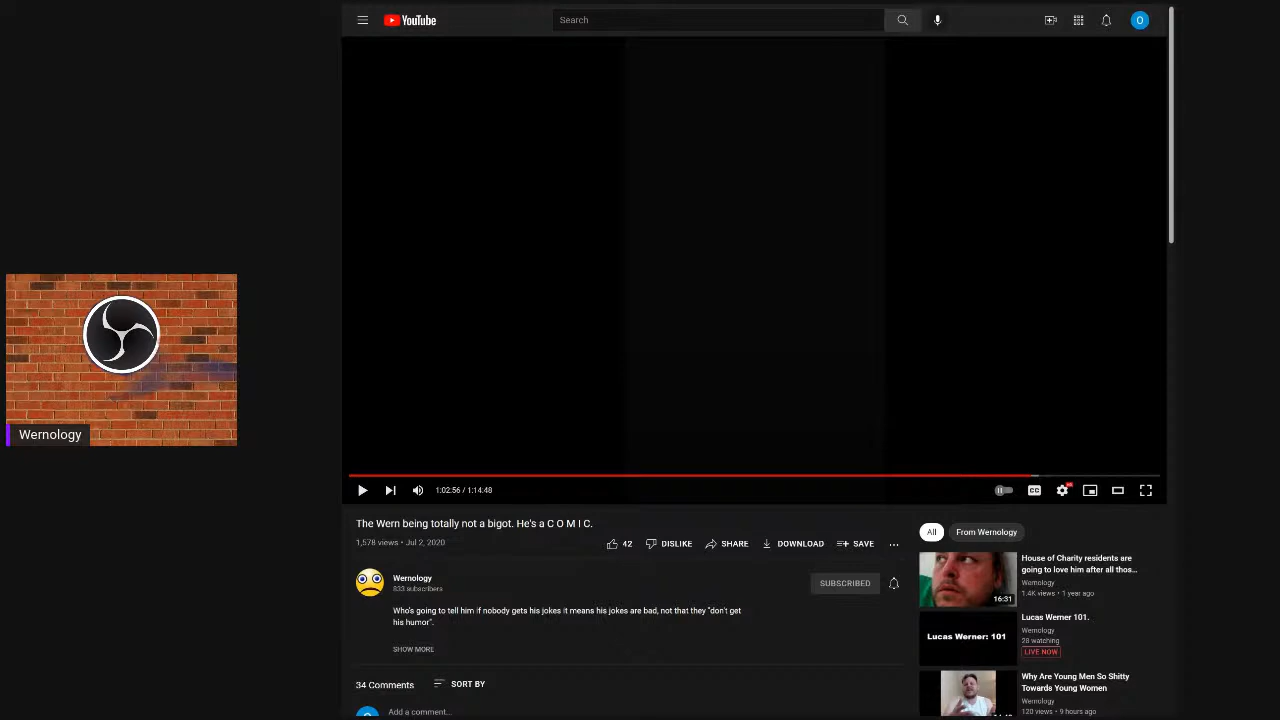 YouTube
Search
O
1:02:56 / 1:14:48
CC
The Wern being totally not a bigot. He's a C O M I C.
1,578 views • Jul 2, 2020
42
DISLIKE
SHARE
DOWNLOAD
SAVE
Wernology
833 subscribers
SUBSCRIBED
Who's going to tell him if nobody gets his jokes it means his jokes are bad, not that they "don't get
his humor".
SHOW MORE
34 Comments
SORT BY
O
Add a comment...
All
From Wernology
16:31
House of Charity residents are
going to love him after all thos...
Wernology
1.4K views • 1 year ago
Lucas Werner: 101
Lucas Werner 101.
Wernology
28 watching
LIVE NOW
Why Are Young Men So Shitty
Towards Young Women
120 views • 9 hours ago
Wernology